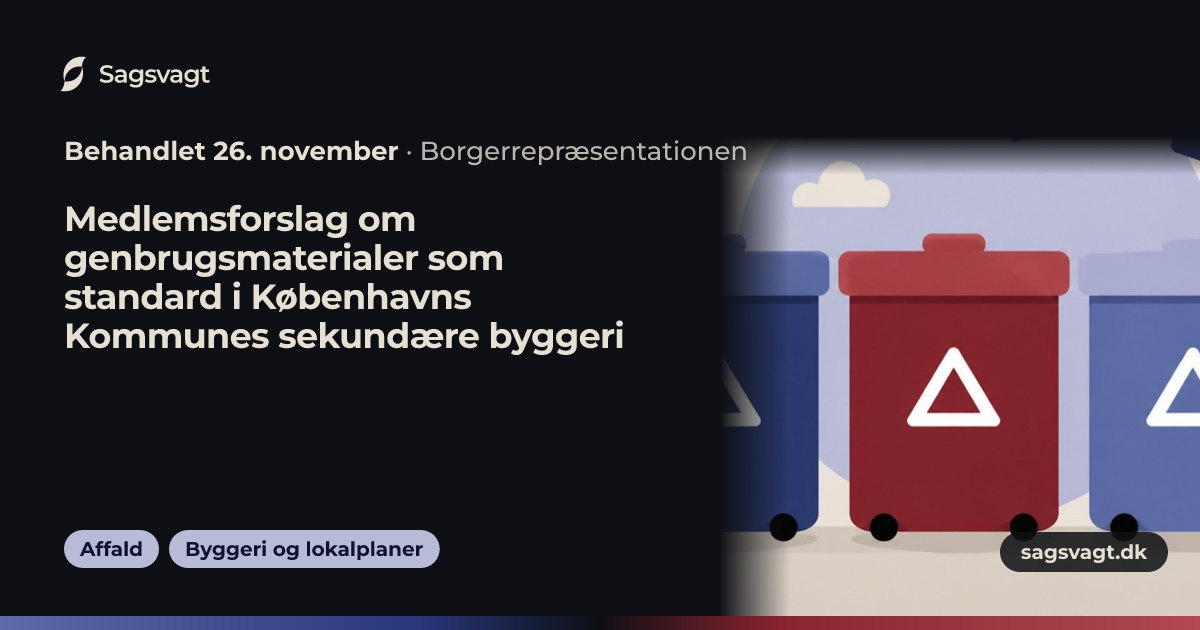 Sagsvagt
Behandlet 26. november · Borgerrepræsentationen
Medlemsforslag om
genbrugsmaterialer som
standard i Københavns
Kommunes sekundære byggeri
Affald
Byggeri og lokalplaner
sagsvagt.dk